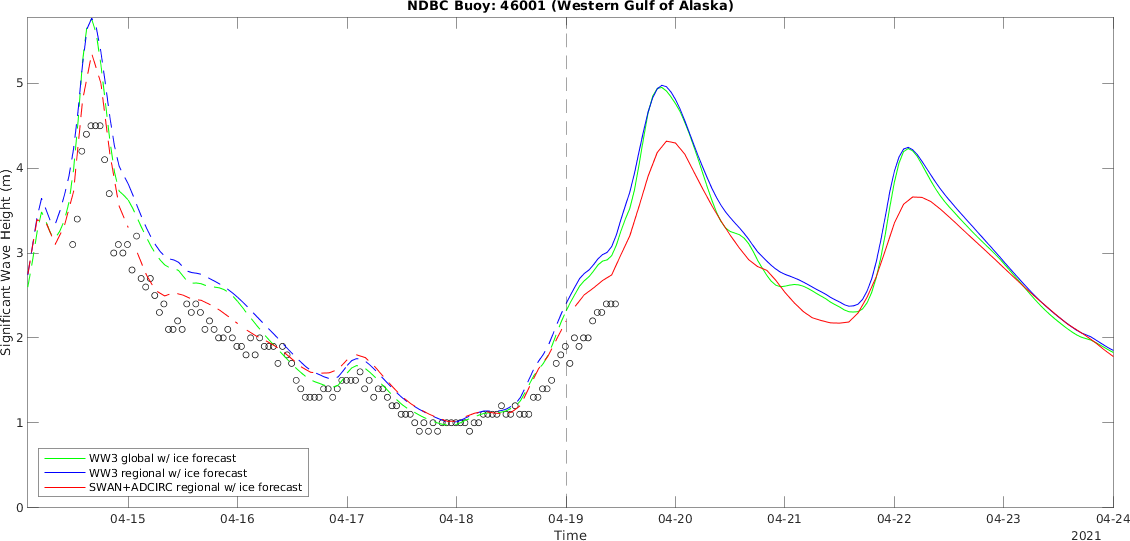 NDBC Buoy: 46001 (Western Gulf of Alaska)
Significant Wave Height (m)
5
4
3
2
1
0
WW3 global w/ ice forecast
WW3 regional w/ ice forecast
SWAN+ADCIRC regional w/ ice forecast
04-15 04-16 04-17 04-18 04-19 04-20 04-21 04-22 04-23 04-24
Time
2021